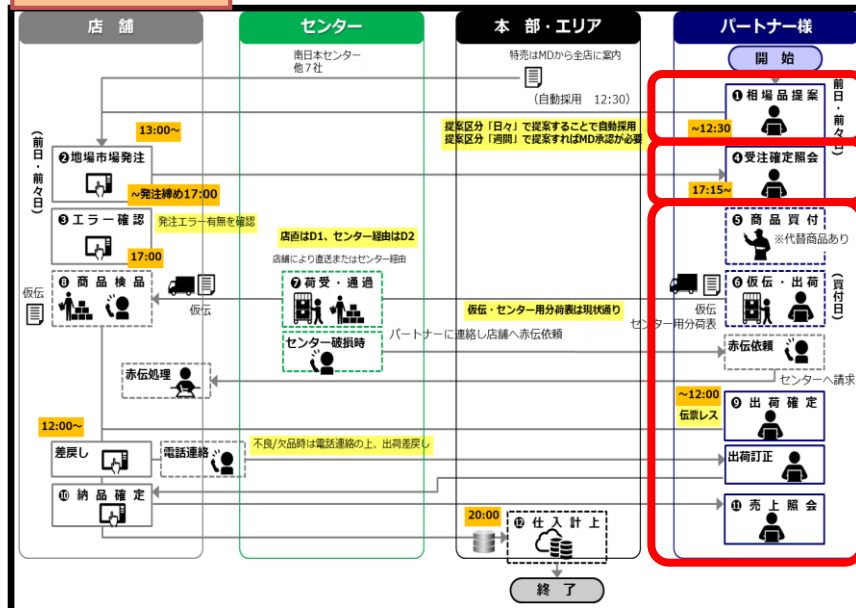 店 舗
センター
本 部・エリア
パートナー様
南日本センター
他7社
特売はMDから全店に案内
開 始
(自動採用 12:30)
❶相場品提案
~12:30
前日・前々日)
13:00~
提案区分「日々」で提案することで自動採用
提案区分「週間」で提案すればMD承認が必要
(前日・前々日)
❷地場市場発注
~発注締め17:00
❹受注確定照会
17:15~
❸エラー確認
発注エラー有無を確認
17:00
店直はD1、センター経由はD2
店舗により直送またはセンター経由
❺商品買付
※代替商品あり
❽商品検品
仮伝
仮伝
❼荷受・通過
仮伝・センター用分荷表は現状通り
仮伝
センター用分荷表
❻仮伝・出荷
(買付日)
センター破損時
パートナーに連絡し店舗へ赤伝依頼
赤伝依頼
赤伝処理
センターへ請求
~12:00
伝票レス
❾出荷確定
12:00~
差戻し
電話連絡
不良/欠品時は電話連絡の上、出荷差戻し
出荷訂正
❿納品確定
⓫売上照会
20:00
⓬仕入計上
終 了